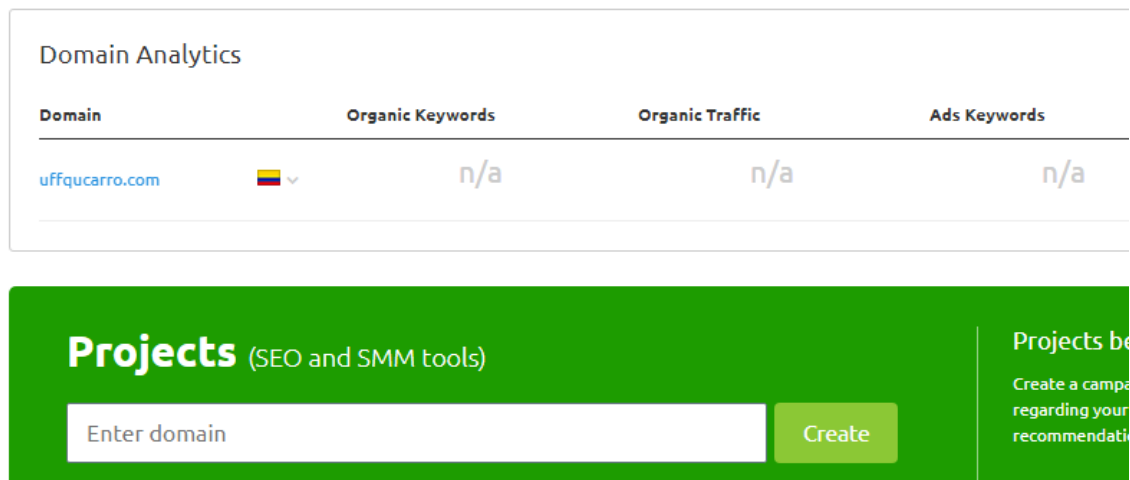 Domain Analytics
Domain Organic Keywords Organic Traffic Ads Keywords
uffqucarro.com n/a n/a n/a
Projects (SEO and SMM tools)
Enter domain Create
Projects be
Create a campa
regarding your
recommendati